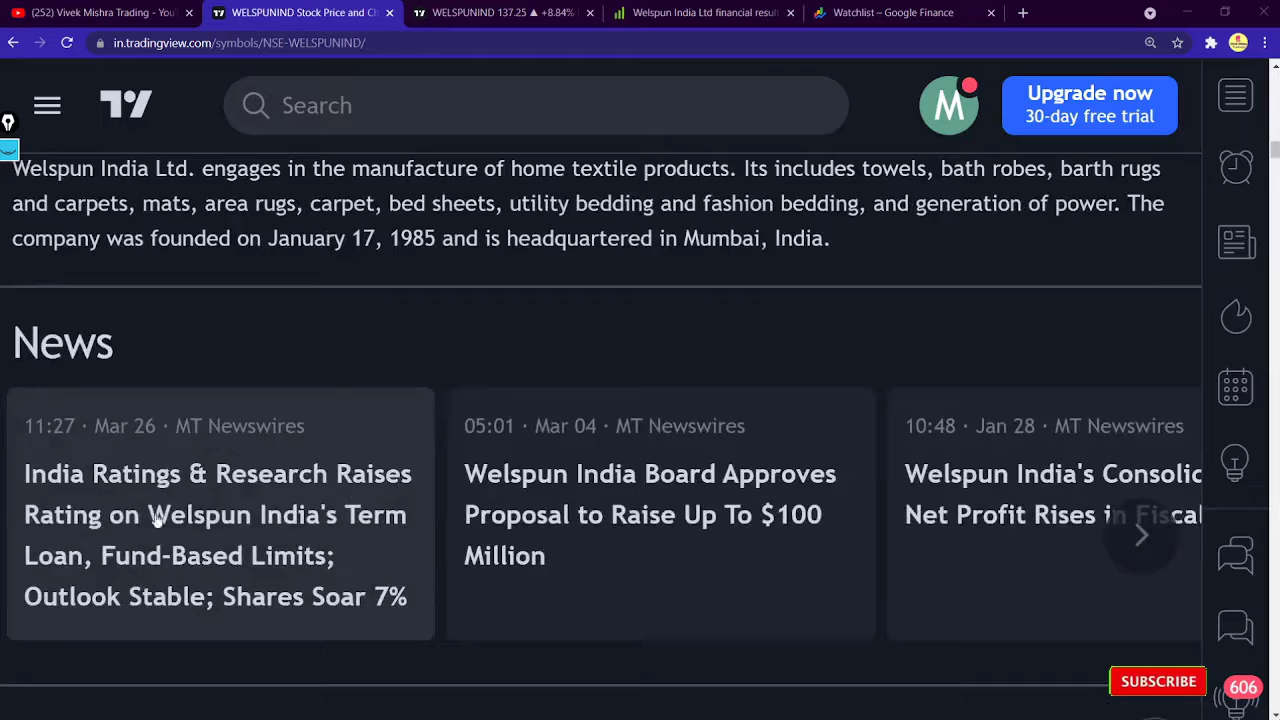 (252) Vivek Mishra Trading - You
WELSPUNIND Stock Price and Ch
WELSPUNIND 137.25 ▲ +8.84%
Welspun India Ltd financial result
Watchlist – Google Finance
in.tradingview.com/symbols/NSE-WELSPUNIND/
Search
M
Upgrade now
30-day free trial
Welspun India Ltd. engages in the manufacture of home textile products. Its includes towels, bath robes, barth rugs
and carpets, mats, area rugs, carpet, bed sheets, utility bedding and fashion bedding, and generation of power. The
company was founded on January 17, 1985 and is headquartered in Mumbai, India.
News
11:27 · Mar 26 · MT Newswires
India Ratings & Research Raises
Rating on Welspun India's Term
Loan, Fund-Based Limits;
Outlook Stable; Shares Soar 7%
05:01 · Mar 04 · MT Newswires
Welspun India Board Approves
Proposal to Raise Up To $100
Million
10:48 · Jan 28 · MT Newswires
Welspun India's Consolic
Net Profit Rises in Fiscal
SUBSCRIBE
606